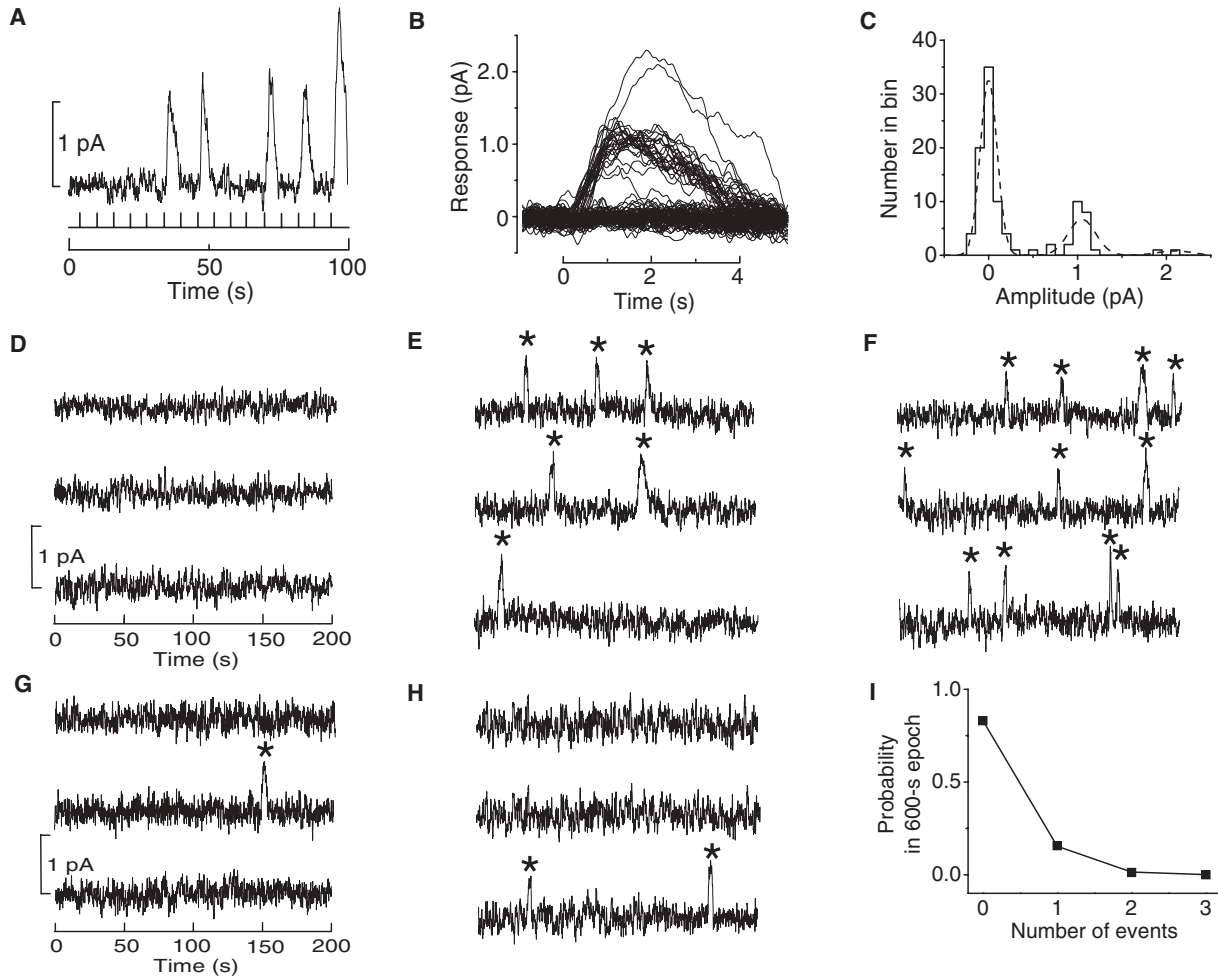 A
1 pA
0
50
100
Time (s)
B
Response (pA)
2.0
1.0
0
0
2
4
Time (s)
C
Number in bin
40
30
20
10
0
0
1
2
Amplitude (pA)
D
1 pA
0
50
100
150
200
Time (s)
E
* * *
* *
*
F
* * * *
* * *
* * * *
G
*
1 pA
0
50
100
150
200
Time (s)
H
* *
I
Probability
in 600-s epoch
1.0
0.5
0.0
0
1
2
3
Number of events